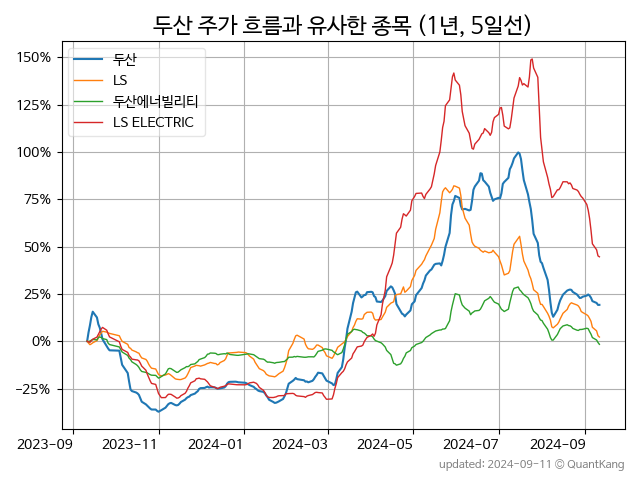 두산 주가 흐름과 유사한 종목 (1년, 5일선)
150%
125%
100%
75%
50%
25%
0%
−25%
두산
LS
두산에너빌리티
LS ELECTRIC
2023-09
2023-11
2024-01
2024-03
2024-05
2024-07
2024-09
updated: 2024-09-11 © QuantKang